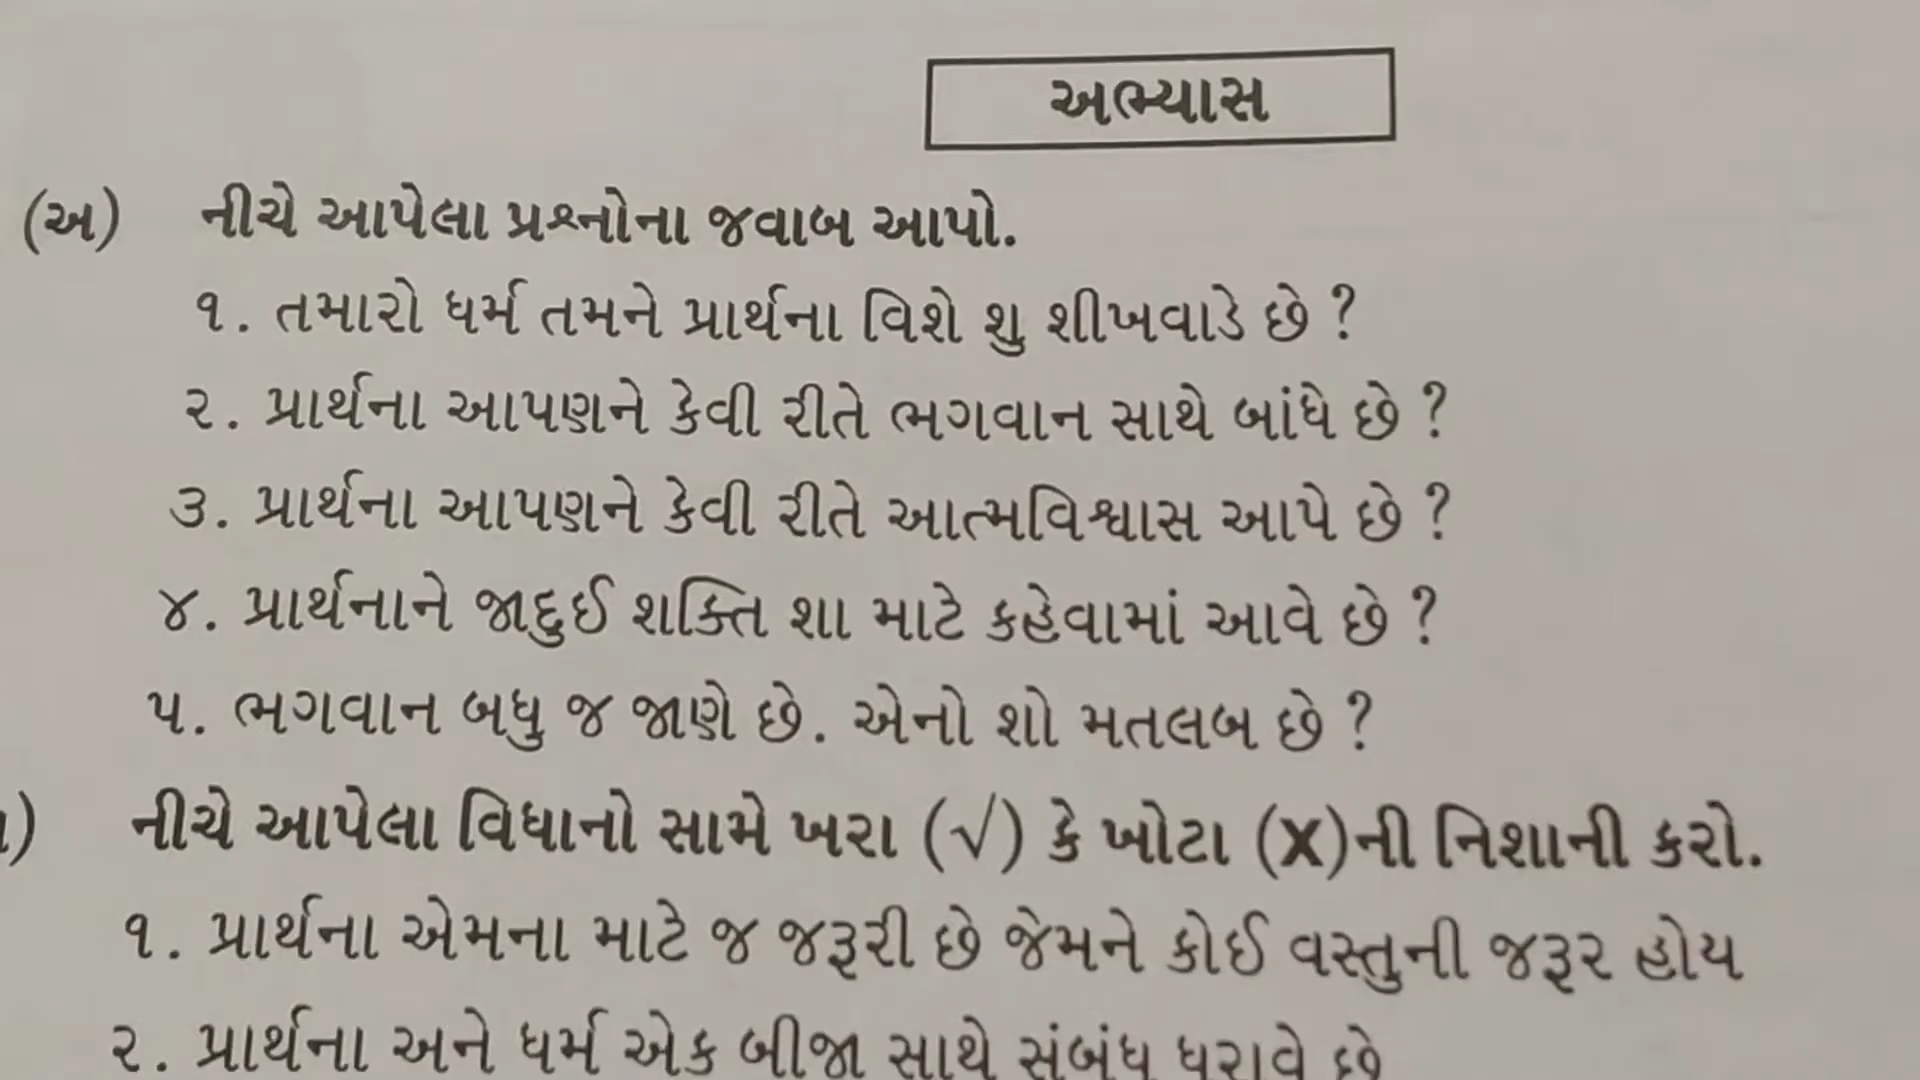 અભ્યાસ
(અ) નીચે આપેલા પ્રશ્નોના જવાબ આપો.
૧. તમારો ધર્મ તમને પ્રાર્થના વિશે શુ શીખવાડે છે ?
૨. પ્રાર્થના આપણને કેવી રીતે ભગવાન સાથે બાંધે છે ?
૩. પ્રાર્થના આપણને કેવી રીતે આત્મવિશ્વાસ આપે છે ?
૪. પ્રાર્થનાને જાદુઈ શક્તિ શા માટે કહેવામાં આવે છે ?
૫. ભગવાન બધુ જ જાણે છે. એનો શો મતલબ છે ?
નીચે આપેલા વિધાનો સામે ખરા (√) કે ખોટા (X)ની નિશાની કરો.
૧. પ્રાર્થના એમના માટે જ જરૂરી છે જેમને કોઈ વસ્તુની જરૂર હોય
૨. પ્રાર્થના અને ધર્મ એક બીજા સાથે સંબંધ ધરાવે છે